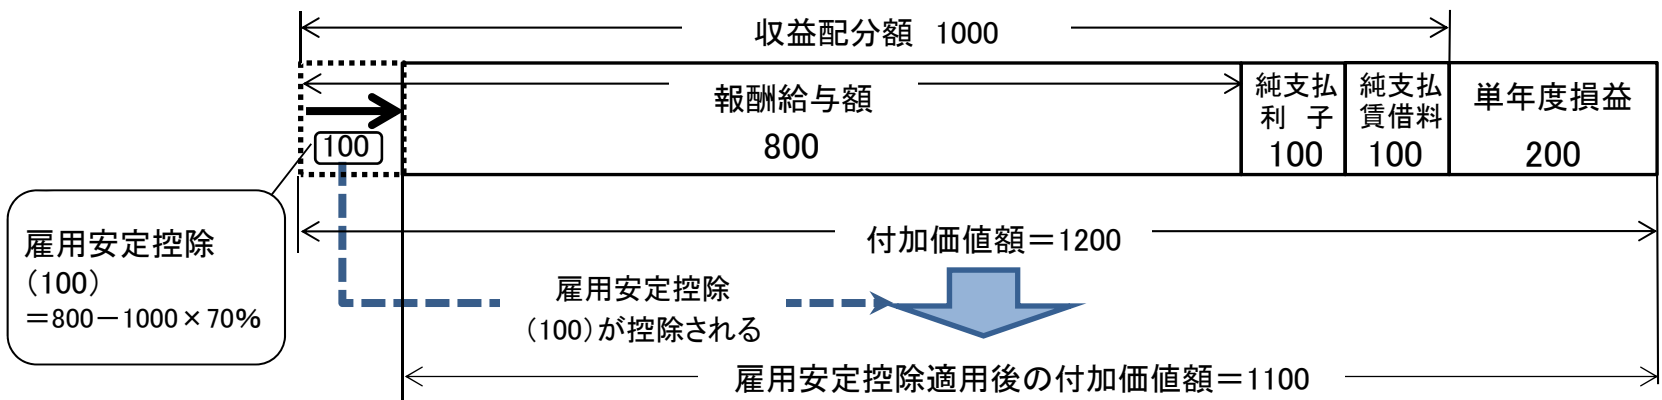 収益配分額 1000
報酬給与額
800
純支払
利 子
100
純支払
賃借料
100
単年度損益
200
100
雇用安定控除
(100)
=800-1000×70%
付加価値額=1200
雇用安定控除
(100)が控除される
雇用安定控除適用後の付加価値額=1100